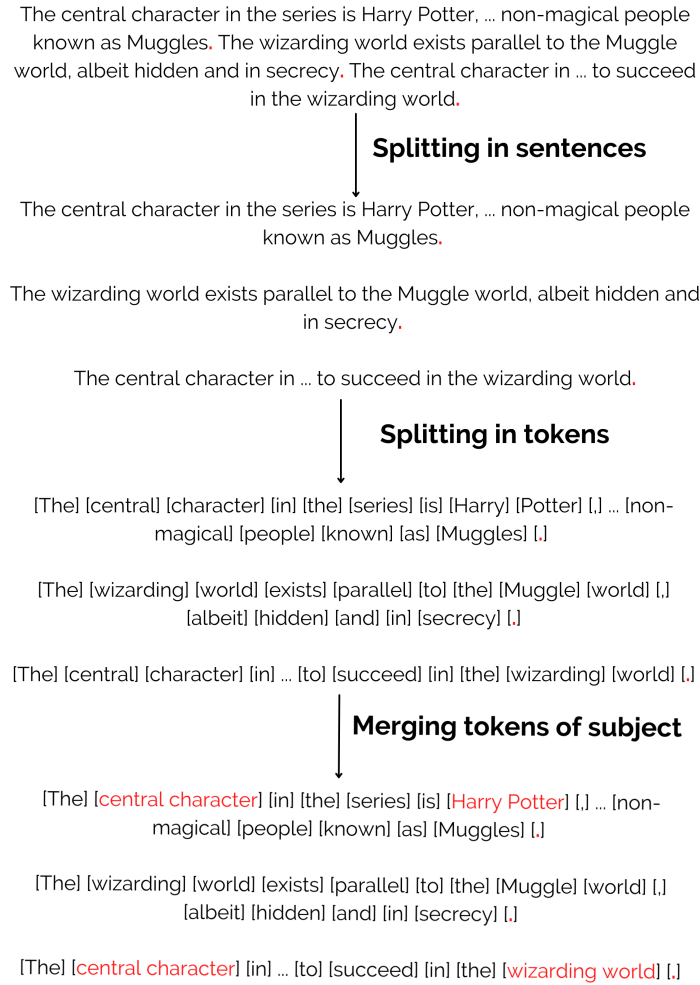 The central character in the series is Harry Potter, ... non-magical people
known as Muggles. The wizarding world exists parallel to the Muggle
world, albeit hidden and in secrecy. The central character in ... to succeed
in the wizarding world.
Splitting in sentences
The central character in the series is Harry Potter, ... non-magical people
known as Muggles.
The wizarding world exists parallel to the Muggle world, albeit hidden and
in secrecy.
The central character in ... to succeed in the wizarding world.
Splitting in tokens
[The] [central] [character] [in] [the] [series] [is] [Harry] [Potter] [,] ... [non-
magical] [people] [known] [as] [Muggles] [.]
[The] [wizarding] [world] [exists] [parallel] [to] [the] [Muggle] [world] [,]
[albeit] [hidden] [and] [in] [secrecy] [.]
[The] [central] [character] [in] ... [to] [succeed] [in] [the] [wizarding] [world] [.]
Merging tokens of subject
[The] [central character] [in] [the] [series] [is] [Harry Potter] [,] ... [non-
magical] [people] [known] [as] [Muggles] [.]
[The] [wizarding] [world] [exists] [parallel] [to] [the] [Muggle] [world] [,]
[albeit] [hidden] [and] [in] [secrecy] [.]
[The] [central character] [in] ... [to] [succeed] [in] [the] [wizarding world] [.]